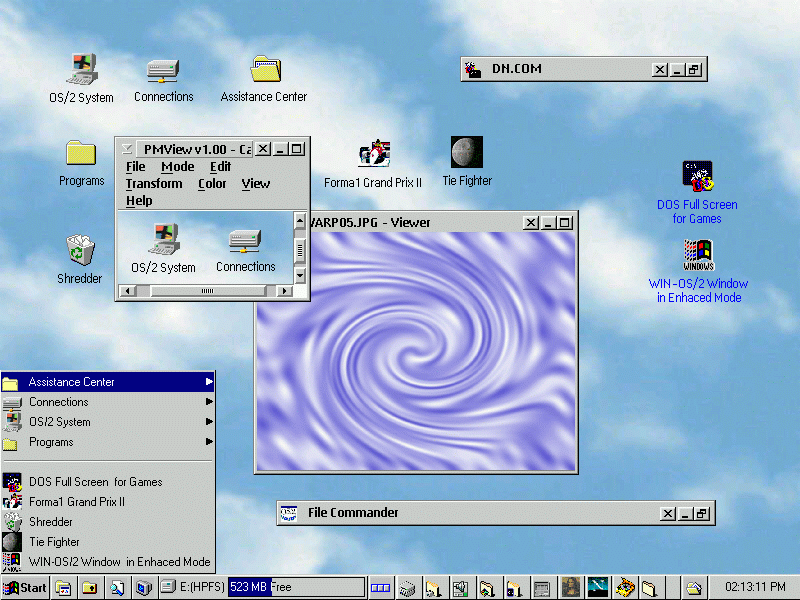 DN.COM
OS/2 System
Connections
Assistance Center
Programs
PMView v1.00 - Ca
File Mode Edit
Transform Color View
Help
OS/2 System
Connections
Forma1 Grand Prix II
Tie Fighter
C:\
DOS Full Screen
for Games
WINDOWS
WIN-OS/2 Window
in Enhaced Mode
Shredder
WARP05.JPG - Viewer
Assistance Center
Connections
OS/2 System
Programs
DOS Full Screen for Games
Forma1 Grand Prix II
Shredder
Tie Fighter
WIN-OS/2 Window in Enhaced Mode
File Commander
Start
E:(HPFS)
523 MB Free
02:13:11 PM